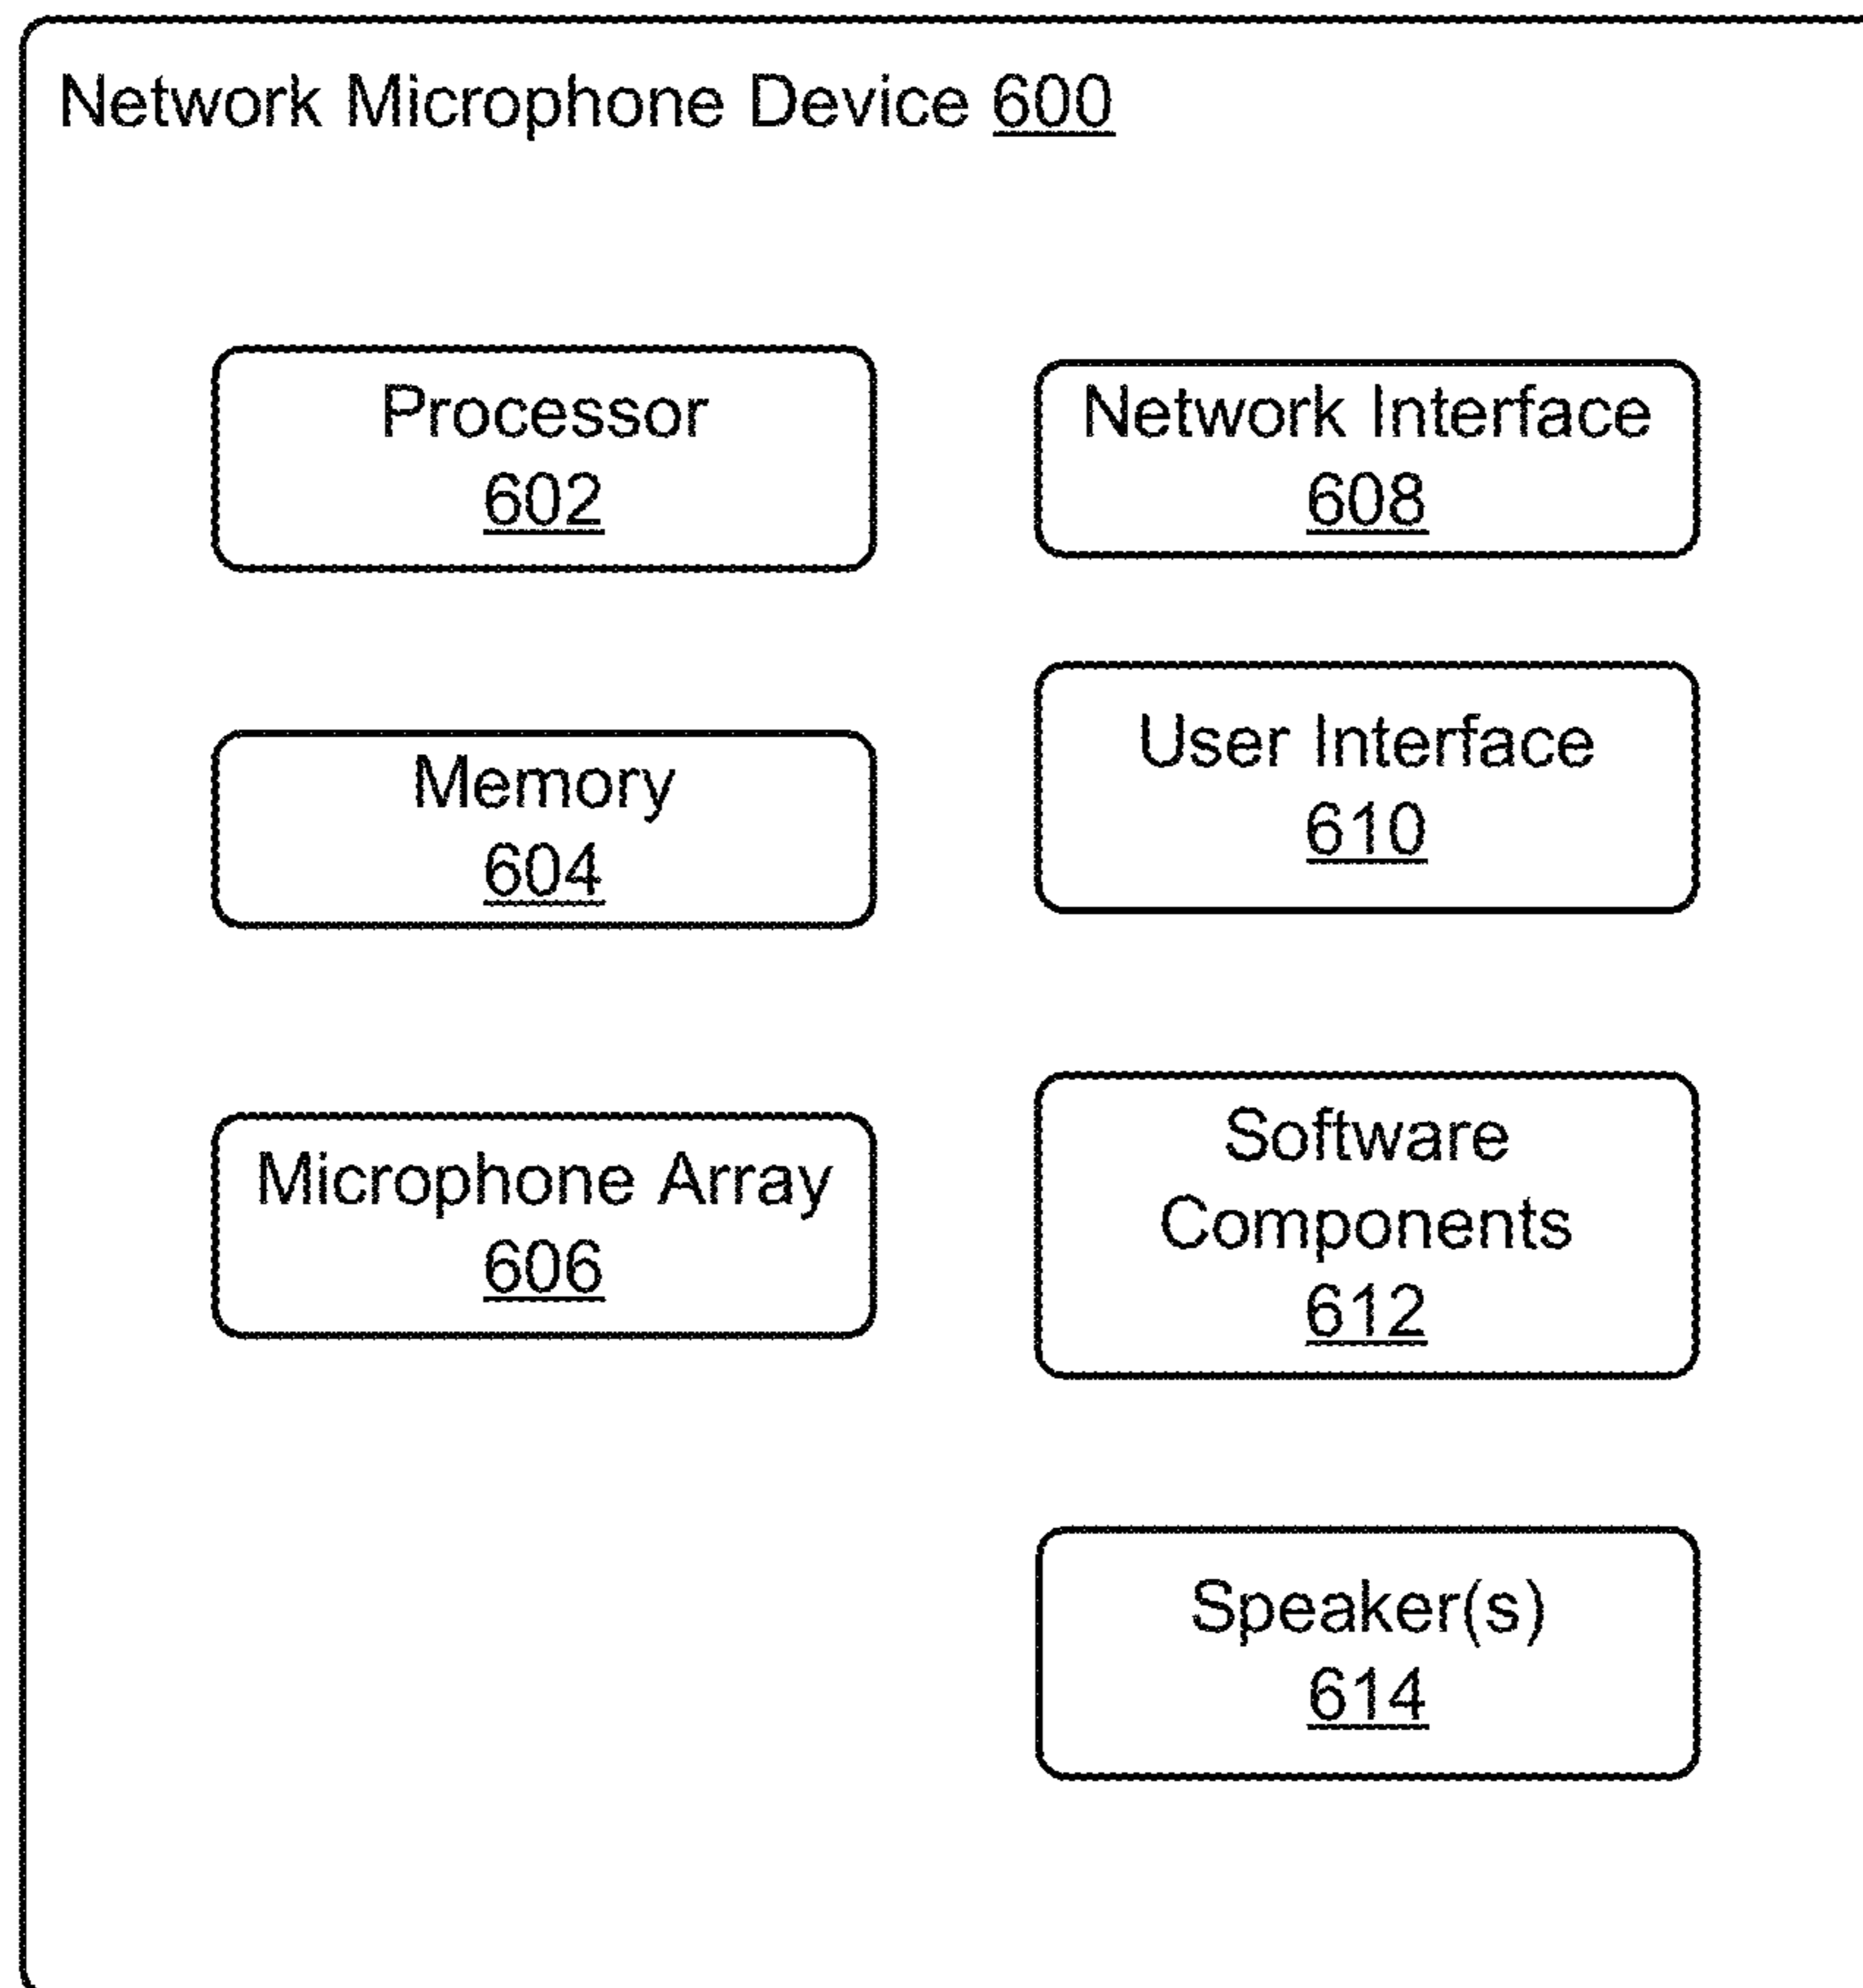 Network Microphone Device 600
Processor
602
Memory
604
Microphone Array
606
Network Interface
608
User Interface
610
Software
Components
612
Speaker(s)
614